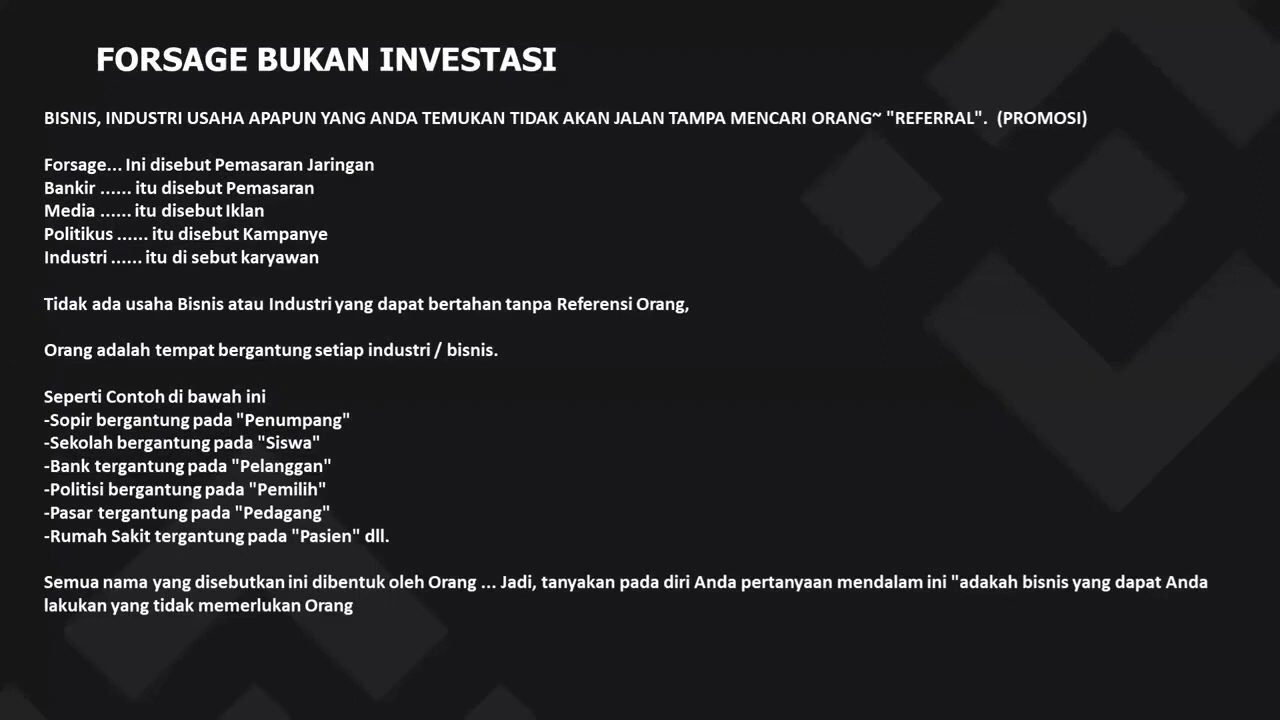 FORSAGE BUKAN INVESTASI
BISNIS, INDUSTRI USAHA APAPUN YANG ANDA TEMUKAN TIDAK AKAN JALAN TAMPA MENCARI ORANG~ "REFERRAL". (PROMOSI)
Forsage... Ini disebut Pemasaran Jaringan
Bankir ...... itu disebut Pemasaran
Media ...... itu disebut Iklan
Politikus ...... itu disebut Kampanye
Industri ...... itu di sebut karyawan
Tidak ada usaha Bisnis atau Industri yang dapat bertahan tanpa Referensi Orang,
Orang adalah tempat bergantung setiap industri / bisnis.
Seperti Contoh di bawah ini
-Sopir bergantung pada "Penumpang"
-Sekolah bergantung pada "Siswa"
-Bank tergantung pada "Pelanggan"
-Politisi bergantung pada "Pemilih"
-Pasar tergantung pada "Pedagang"
-Rumah Sakit tergantung pada "Pasien" dll.
Semua nama yang disebutkan ini dibentuk oleh Orang ... Jadi, tanyakan pada diri Anda pertanyaan mendalam ini "adakah bisnis yang dapat Anda
lakukan yang tidak memerlukan Orang